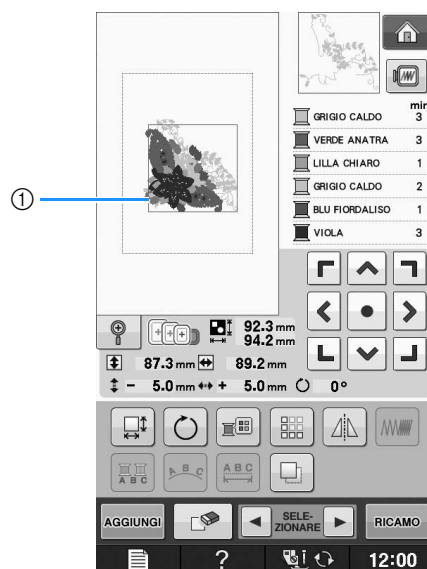 min
GRIGIO CALDO 3
VERDE ANATRA 3
LILLA CHIARO 1
GRIGIO CALDO 2
BLU FIORDALISO 1
VIOLA 3
1
92.3 mm
94.2 mm
87.3 mm 89.2 mm
- 5.0 mm + 5.0 mm 0°
A B C A B C A B C
AGGIUNGI SELE-
ZIONARE RICAMO
? 12:00